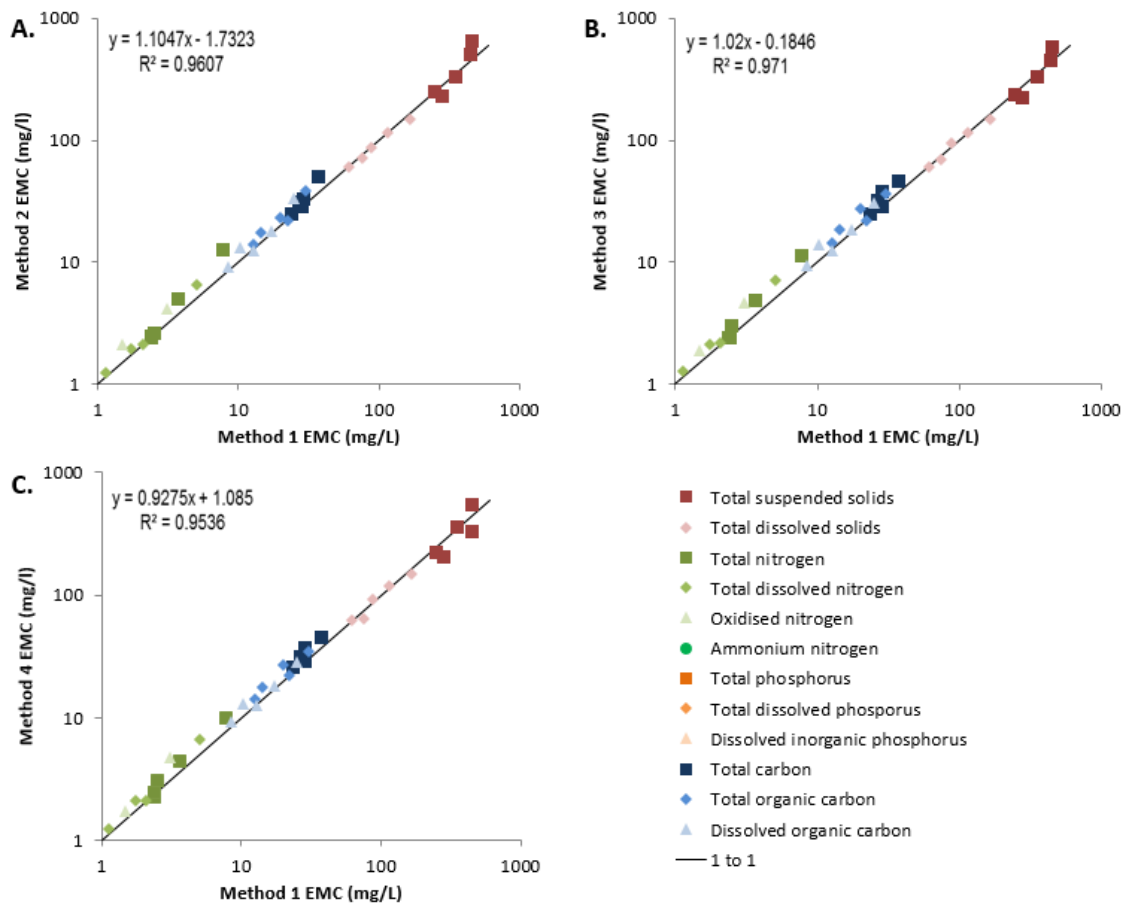 A.
y = 1.1047x - 1.7323
R² = 0.9607
1000
100
10
1
Method 2 EMC (mg/l)
1 10 100 1000
Method 1 EMC (mg/L)
B.
y = 1.02x - 0.1846
R² = 0.971
1000
100
10
1
Method 3 EMC (mg/l)
1 10 100 1000
Method 1 EMC (mg/L)
C.
y = 0.9275x + 1.085
R² = 0.9536
1000
100
10
1
Method 4 EMC (mg/l)
1 10 100 1000
Method 1 EMC (mg/L)
Total suspended solids
Total dissolved solids
Total nitrogen
Total dissolved nitrogen
Oxidised nitrogen
Ammonium nitrogen
Total phosphorus
Total dissolved phosporus
Dissolved inorganic phosphorus
Total carbon
Total organic carbon
Dissolved organic carbon
1 to 1